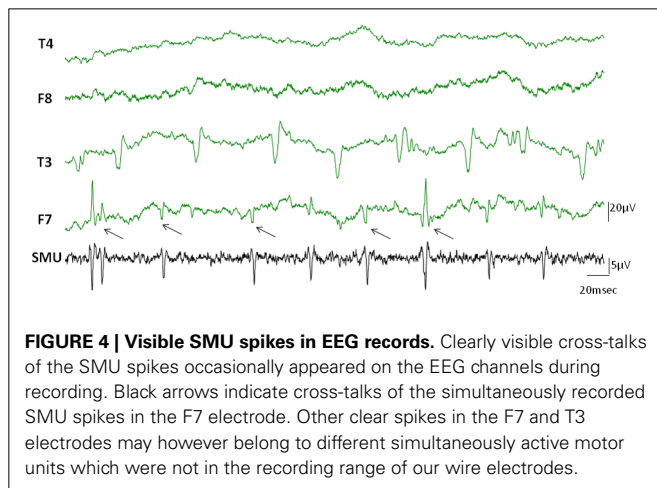 T4
F8
T3
F7
20µV
SMU
5µV
20msec
FIGURE 4 | Visible SMU spikes in EEG records. Clearly visible cross-talks
of the SMU spikes occasionally appeared on the EEG channels during
recording. Black arrows indicate cross-talks of the simultaneously recorded
SMU spikes in the F7 electrode. Other clear spikes in the F7 and T3
electrodes may however belong to different simultaneously active motor
units which were not in the recording range of our wire electrodes.